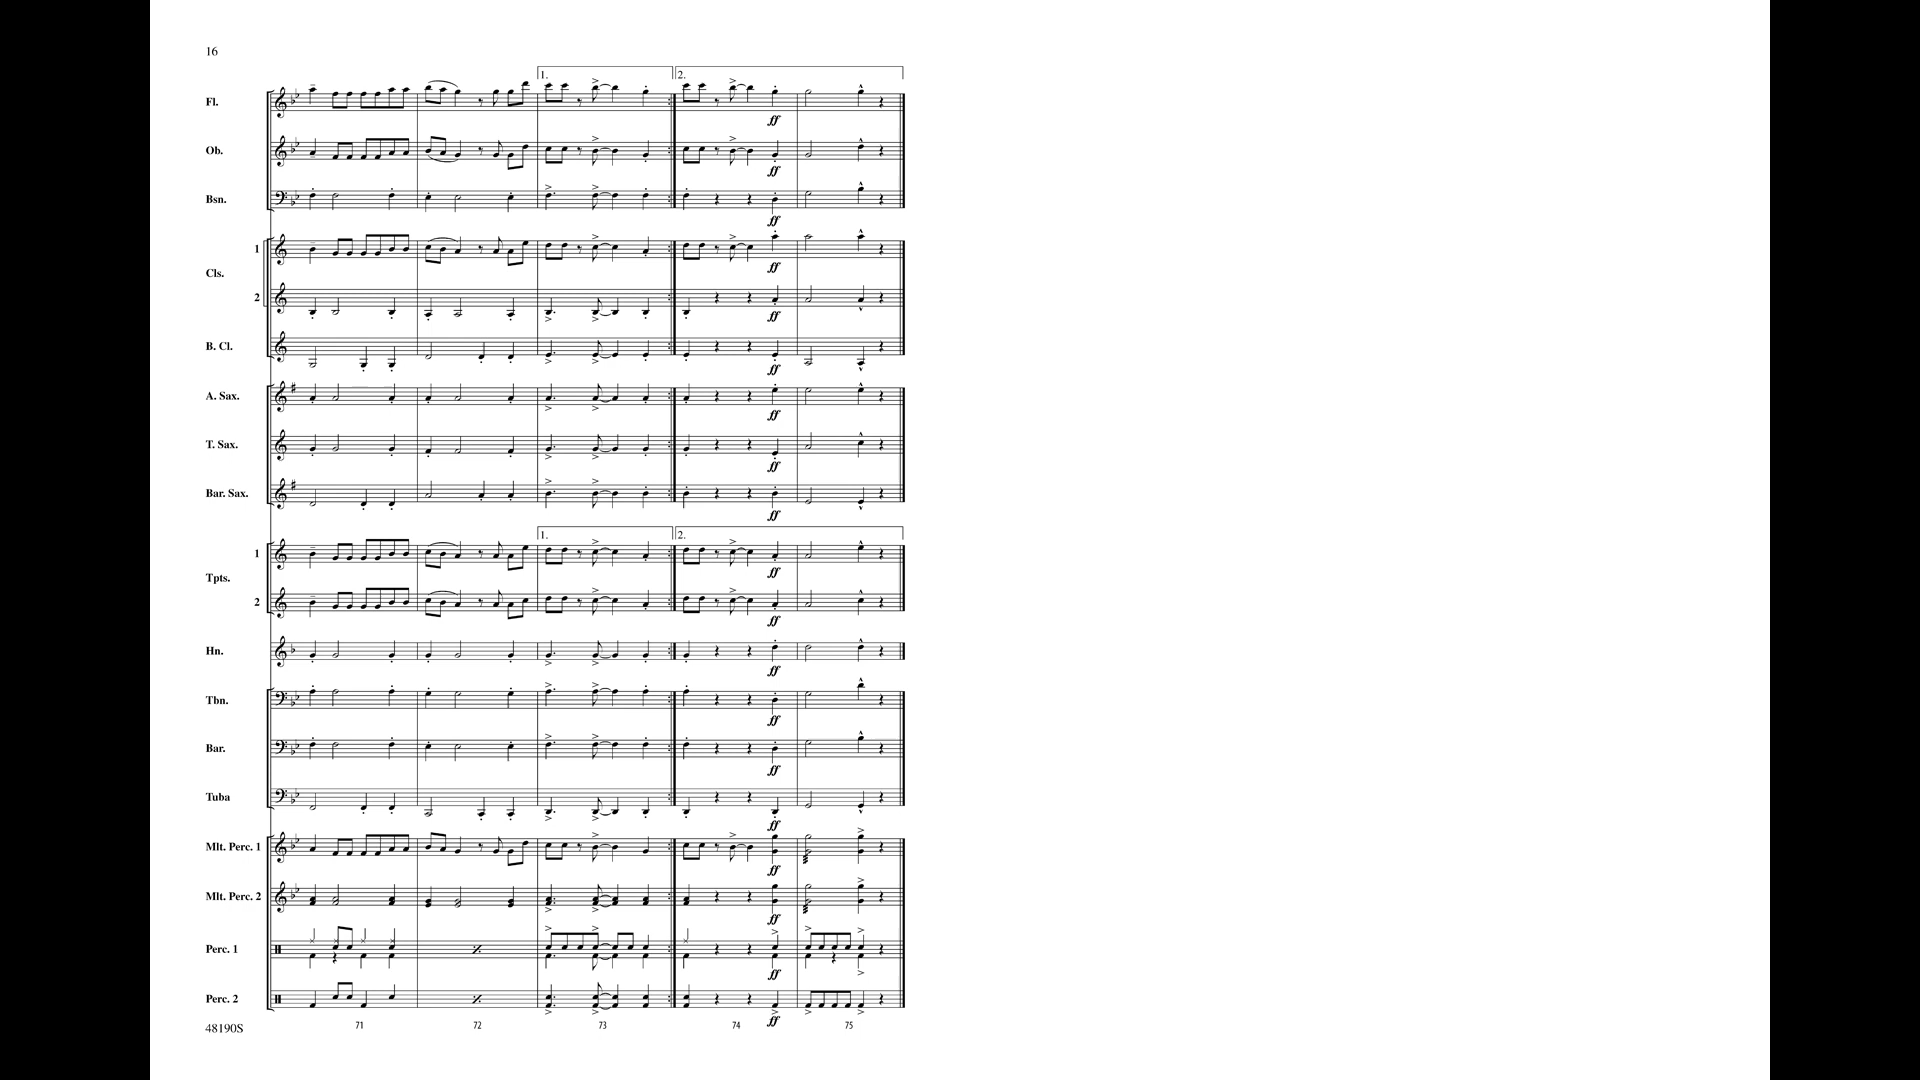 16
1. 2.
Fl.
ff
Ob.
ff
Bsn.
ff
1
ff
Cls.
2
ff
B. Cl.
ff
A. Sax.
ff
T. Sax.
ff
Bar. Sax.
ff
1. 2.
1
ff
Tpts.
2
ff
Hn.
ff
Tbn.
ff
Bar.
ff
Tuba
ff
Mlt. Perc. 1
ff
Mlt. Perc. 2
ff
Perc. 1
ff
Perc. 2
ff
48190S 71 72 73 74 75